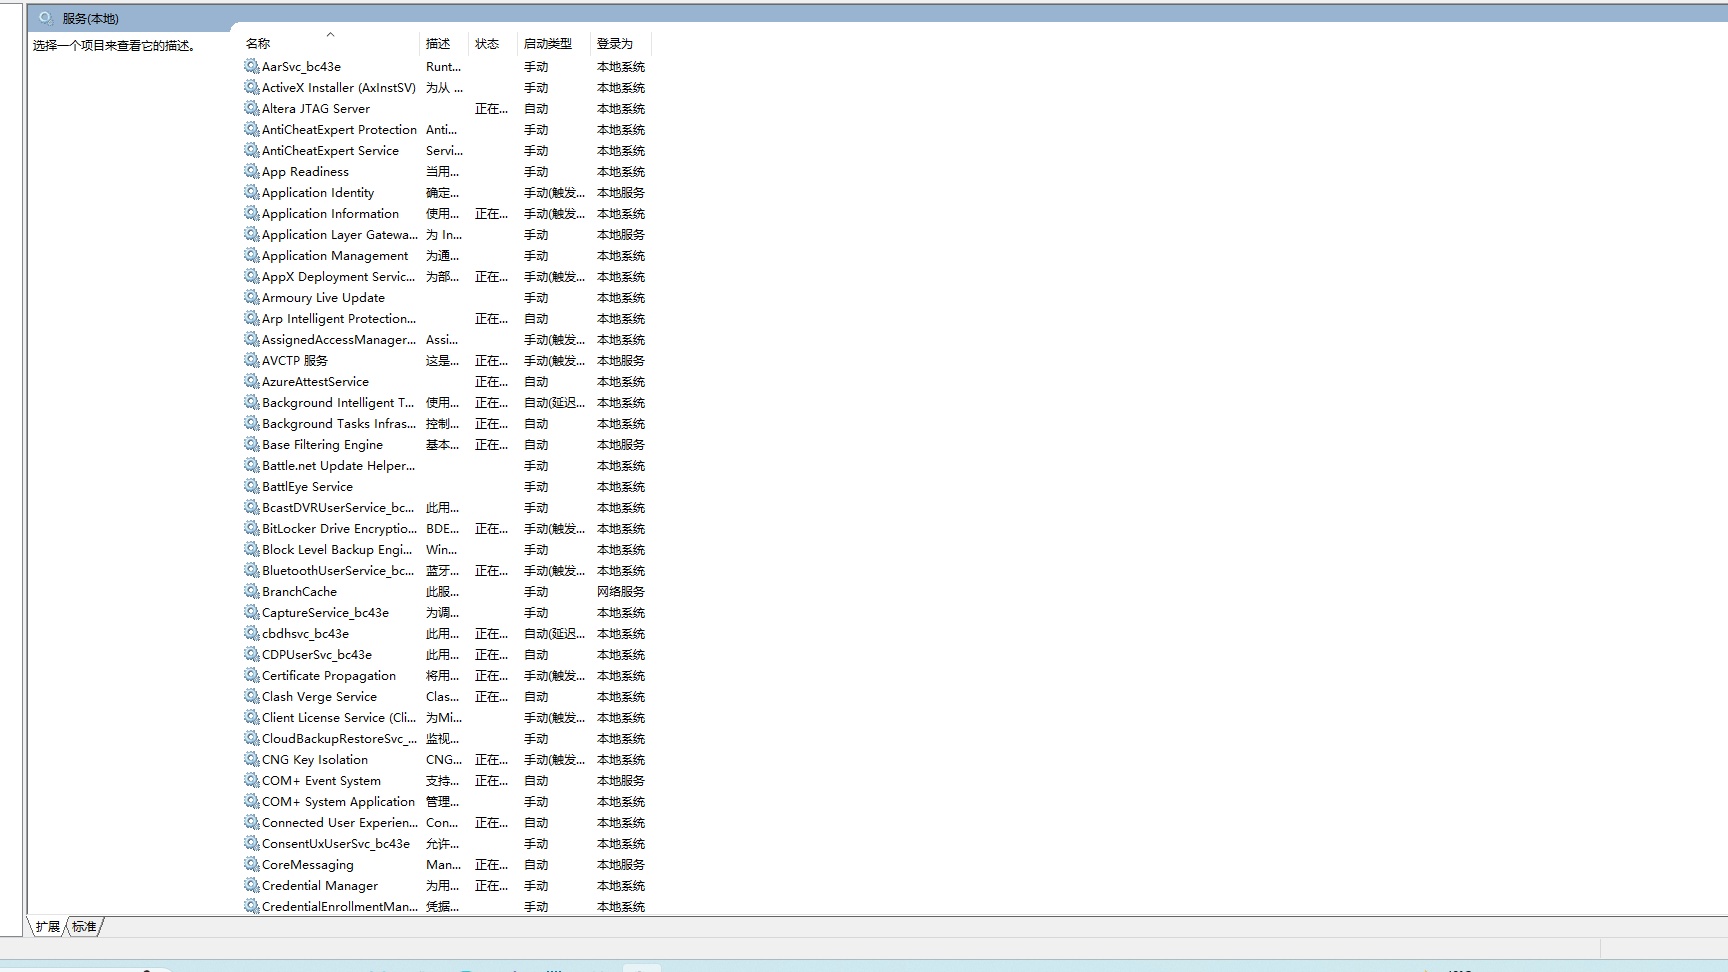 服务(本地)
选择一个项目来查看它的描述。
名称 描述 状态 启动类型 登录为
AarSvc_bc43e Runt... 手动 本地系统
ActiveX Installer (AxInstSV) 为从 ... 手动 本地系统
Altera JTAG Server 正在... 自动 本地系统
AntiCheatExpert Protection Anti... 手动 本地系统
AntiCheatExpert Service Servi... 手动 本地系统
App Readiness 当用... 手动 本地系统
Application Identity 确定... 手动(触发... 本地服务
Application Information 使用... 正在... 手动(触发... 本地系统
Application Layer Gatewa... 为 In... 手动 本地服务
Application Management 为通... 手动 本地系统
AppX Deployment Servic... 为部... 正在... 手动(触发... 本地系统
Armoury Live Update 手动 本地系统
Arp Intelligent Protection... 正在... 自动 本地系统
AssignedAccessManager... Assi... 手动(触发... 本地系统
AVCTP 服务 这是... 正在... 手动(触发... 本地服务
AzureAttestService 正在... 自动 本地系统
Background Intelligent T... 使用... 正在... 自动(延迟... 本地系统
Background Tasks Infras... 控制... 正在... 自动 本地系统
Base Filtering Engine 基本... 正在... 自动 本地服务
Battle.net Update Helper... 手动 本地系统
BattlEye Service 手动 本地系统
BcastDVRUserService_bc... 此用... 手动 本地系统
BitLocker Drive Encryptio... BDE... 正在... 手动(触发... 本地系统
Block Level Backup Engi... Win... 手动 本地系统
BluetoothUserService_bc... 蓝牙... 正在... 手动(触发... 本地系统
BranchCache 此服... 手动 网络服务
CaptureService_bc43e 为调... 手动 本地系统
cbdhsvc_bc43e 此用... 正在... 自动(延迟... 本地系统
CDPUserSvc_bc43e 此用... 正在... 自动 本地系统
Certificate Propagation 将用... 正在... 手动(触发... 本地系统
Clash Verge Service Clas... 正在... 自动 本地系统
Client License Service (Cli... 为Mi... 手动(触发... 本地系统
CloudBackupRestoreSvc_... 监视... 手动 本地系统
CNG Key Isolation CNG... 正在... 手动(触发... 本地系统
COM+ Event System 支持... 正在... 自动 本地服务
COM+ System Application 管理... 手动 本地系统
Connected User Experien... Con... 正在... 自动 本地系统
ConsentUxUserSvc_bc43e 允许... 手动 本地系统
CoreMessaging Man... 正在... 自动 本地服务
Credential Manager 为用... 正在... 手动 本地系统
CredentialEnrollmentMan... 凭据... 手动 本地系统
扩展 标准